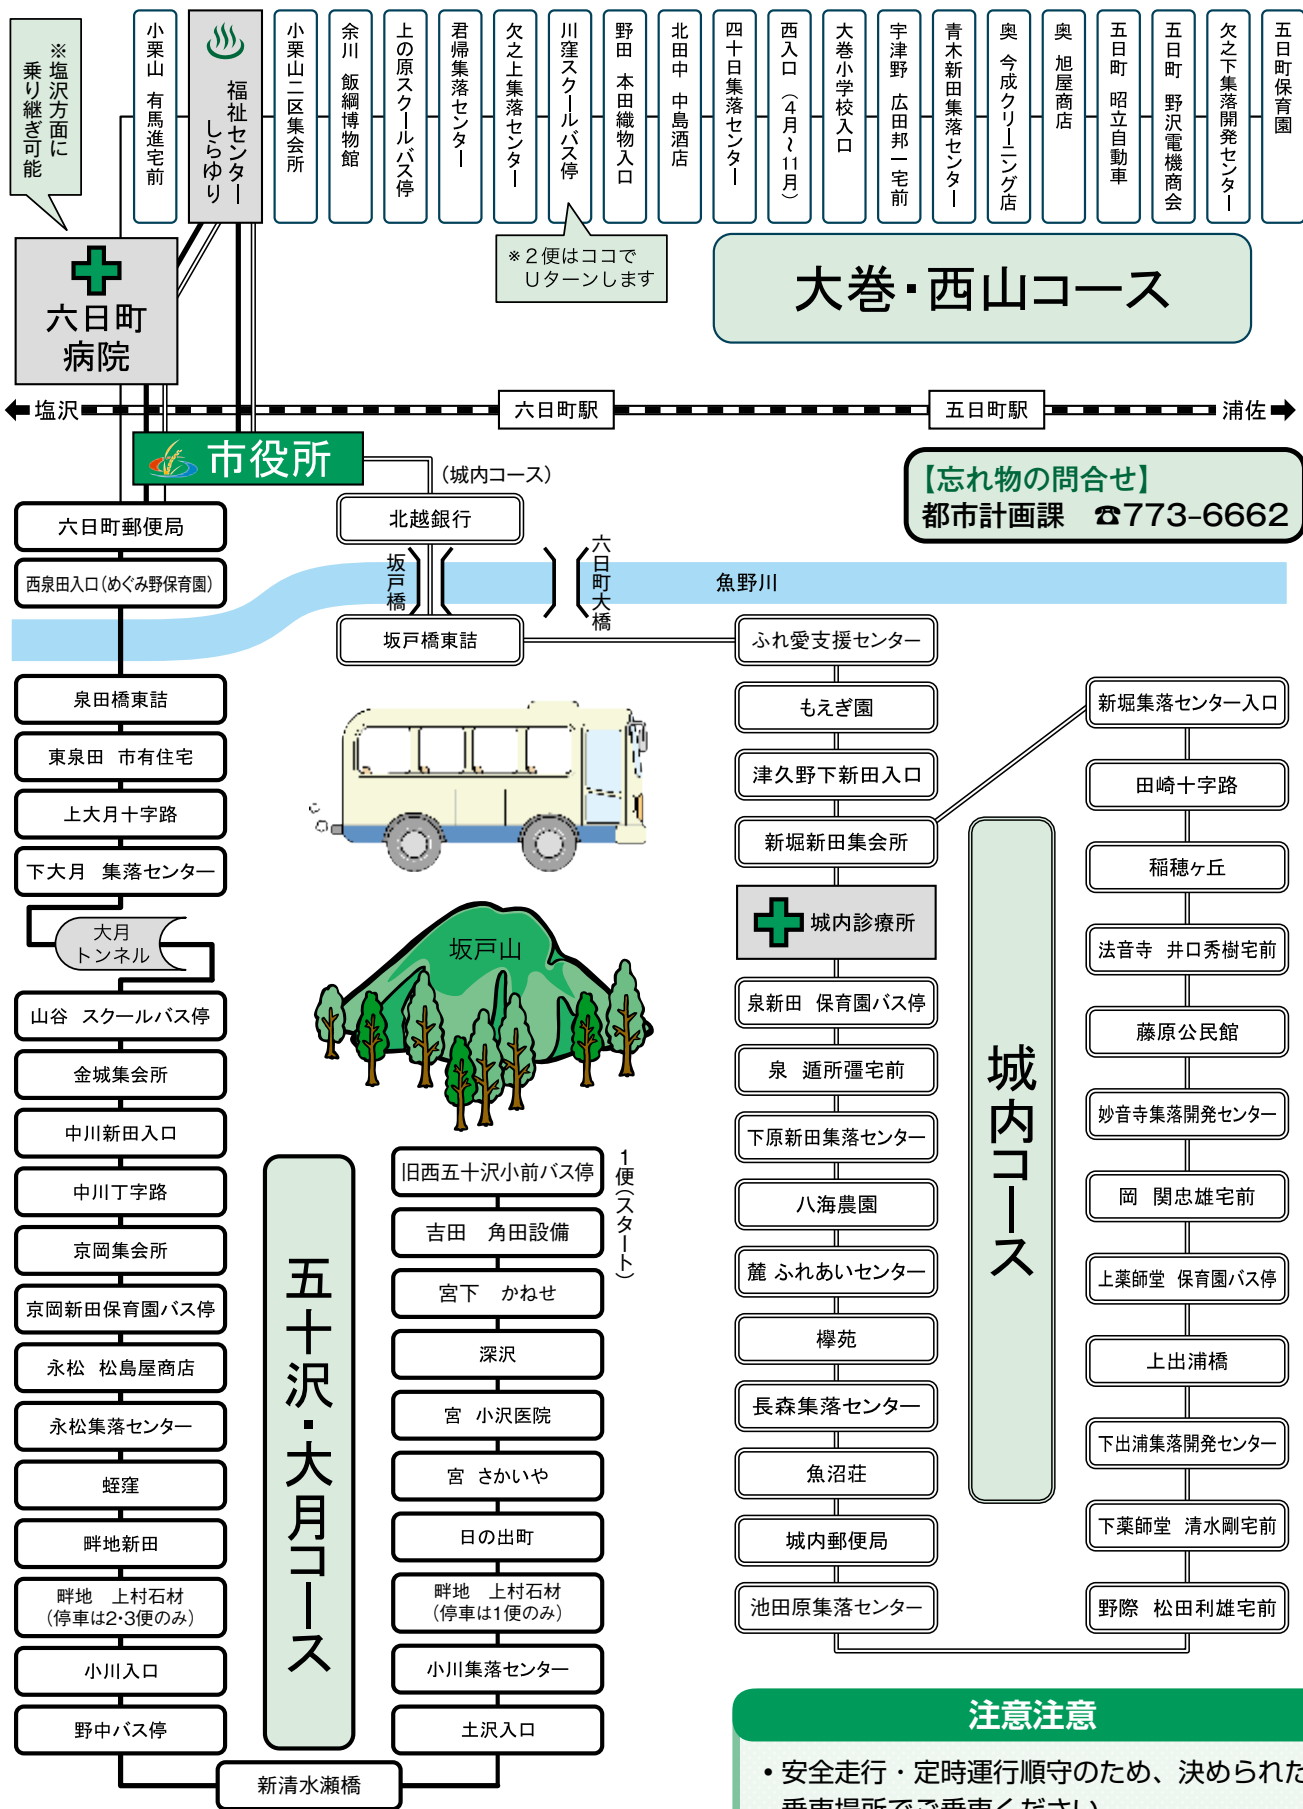 ※塩沢方面に
乗り継ぎ可能
小栗山 有馬進宅前
福祉センター
しらゆり
小栗山二区集会所
余川 飯綱博物館
上の原スクールバス停
君帰集落センター
欠之上集落センター
川窪スクールバス停
野田 本田織物入口
北田中 中島酒店
四十日集落センター
西入口（4月～11月）
大巻小学校入口
宇津野 広田邦一宅前
青木新田集落センター
奥 今成クリーニング店
奥 旭屋商店
五日町 昭立自動車
五日町 野沢電機商会
欠之下集落開発センター
五日町保育園
※2便はココで
Uターンします
大巻・西山コース
六日町
病院
塩沢
六日町駅
五日町駅
浦佐
市役所
(城内コース)
【忘れ物の問合せ】
都市計画課 ☎773-6662
北越銀行
坂戸橋
六日町大橋
魚野川
坂戸橋東詰
六日町郵便局
西泉田入口(めぐみ野保育園)
泉田橋東詰
東泉田 市有住宅
上大月十字路
下大月 集落センター
大月
トンネル
山谷 スクールバス停
金城集会所
中川新田入口
中川丁字路
京岡集会所
京岡新田保育園バス停
永松 松島屋商店
永松集落センター
蛭窪
畔地新田
畔地 上村石材
(停車は2・3便のみ)
小川入口
野中バス停
新清水瀬橋
坂戸山
五十沢・大月コース
1便(スタート)
旧西五十沢小前バス停
吉田 角田設備
宮下 かねせ
深沢
宮 小沢医院
宮 さかいや
日の出町
畔地 上村石材
(停車は1便のみ)
小川集落センター
土沢入口
ふれ愛支援センター
もえぎ園
津久野下新田入口
新堀新田集会所
城内診療所
泉新田 保育園バス停
泉 遁所彊宅前
下原新田集落センター
八海農園
麓 ふれあいセンター
欅苑
長森集落センター
魚沼荘
城内郵便局
池田原集落センター
城内コース
新堀集落センター入口
田崎十字路
稲穂ヶ丘
法音寺 井口秀樹宅前
藤原公民館
妙音寺集落開発センター
岡 関忠雄宅前
上薬師堂 保育園バス停
上出浦橋
下出浦集落開発センター
下薬師堂 清水剛宅前
野際 松田利雄宅前
注意注意
・安全走行・定時運行順守のため、決められた
乗車場所でご乗車ください